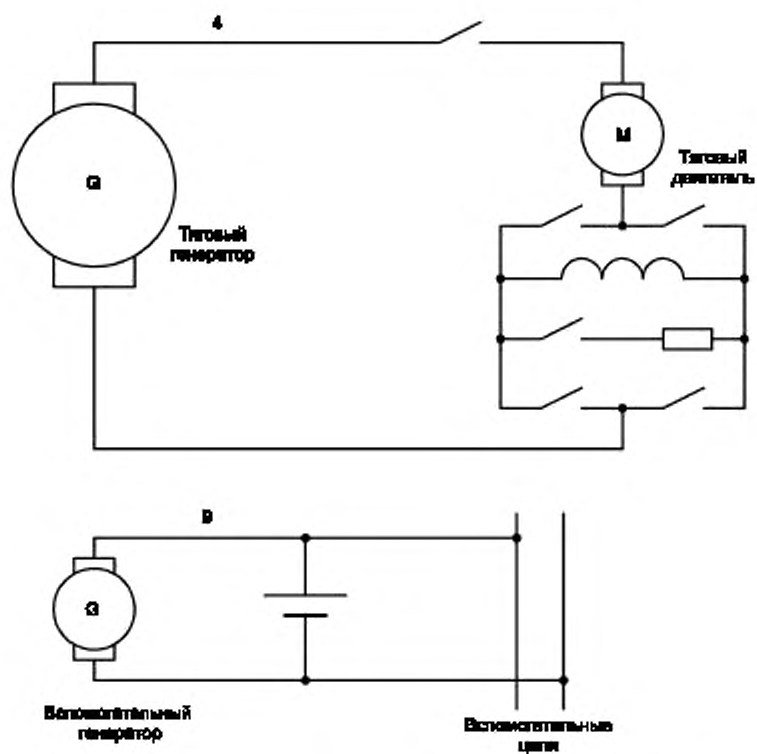 4
G
M
Тяговый
двигатель
Тяговый
генератор
9
G
Вспомогательный
генератор
Вспомогательные
цепи